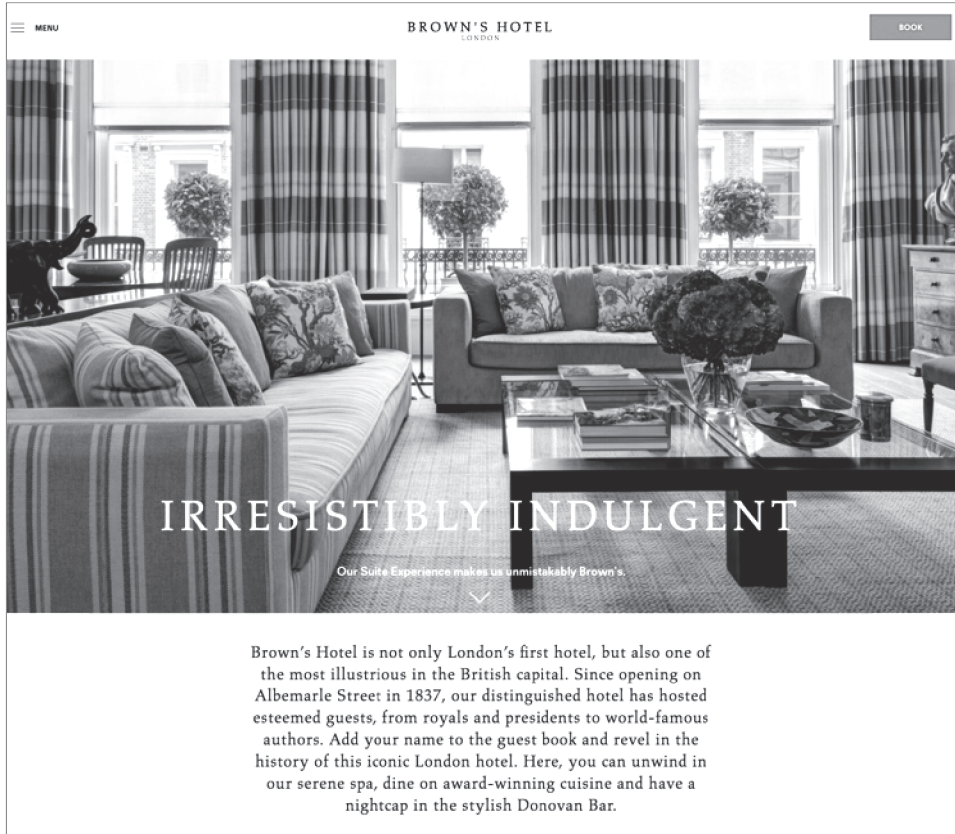 MENU
BROWN'S HOTEL
LONDON
BOOK
IRRESISTIBLY INDULGENT
Our Suite Experience makes us unmistakably Brown's.
Brown's Hotel is not only London's first hotel, but also one of
the most illustrious in the British capital. Since opening on
Albemarle Street in 1837, our distinguished hotel has hosted
esteemed guests, from royals and presidents to world-famous
authors. Add your name to the guest book and revel in the
history of this iconic London hotel. Here, you can unwind in
our serene spa, dine on award-winning cuisine and have a
nightcap in the stylish Donovan Bar.